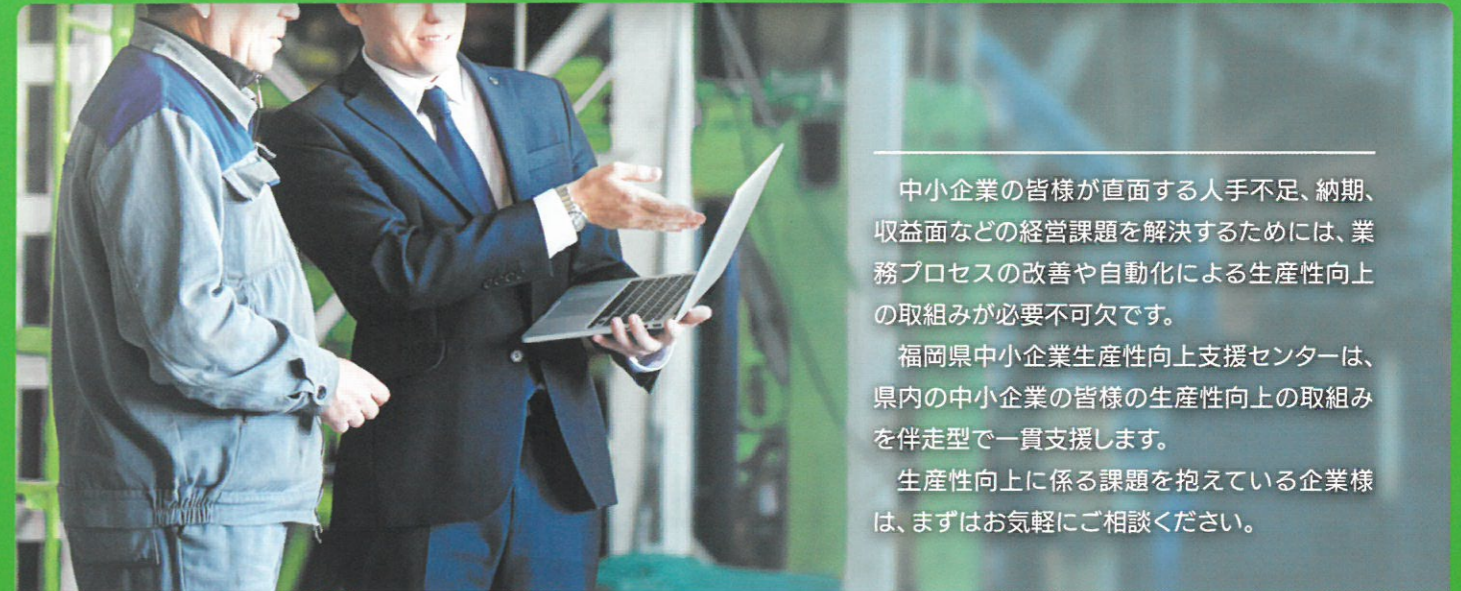 中小企業の皆様が直面する人手不足、納期、
収益面などの経営課題を解決するためには、業
務プロセスの改善や自動化による生産性向上
の取組みが必要不可欠です。
　福岡県中小企業生産性向上支援センターは、
県内の中小企業の皆様の生産性向上の取組み
を伴走型で一貫支援します。
　生産性向上に係る課題を抱えている企業様
は、まずはお気軽にご相談ください。